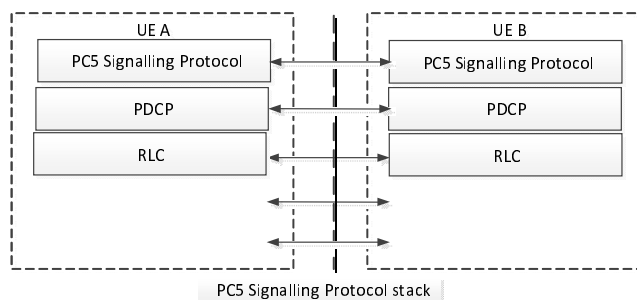 UE A
UE B
PC5 Signalling Protocol
PC5 Signalling Protocol
PDCP
PDCP
RLC
RLC
PC5 Signalling Protocol stack